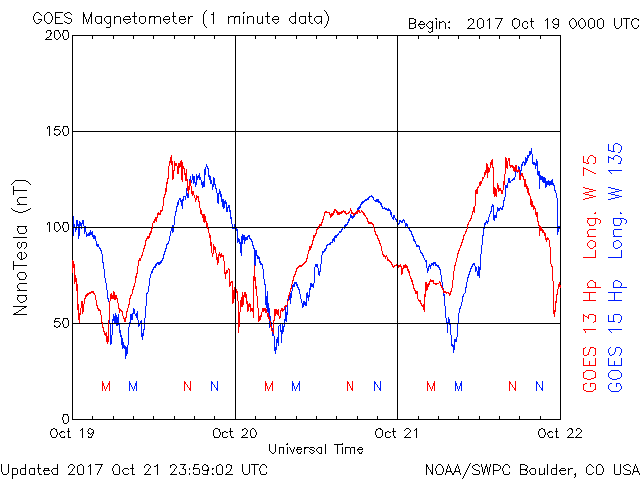 GOES Magnetometer (1 minute data)
Begin: 2017 Oct 19 0000 UTC
200
150
100
50
0
NanoTesla (nT)
M M N N M M N N M M N N
Oct 19 Oct 20 Oct 21 Oct 22
Universal Time
GOES 13 Hp Long. W 75
GOES 15 Hp Long. W 135
Updated 2017 Oct 21 23:59:02 UTC
NOAA/SWPC Boulder, CO USA